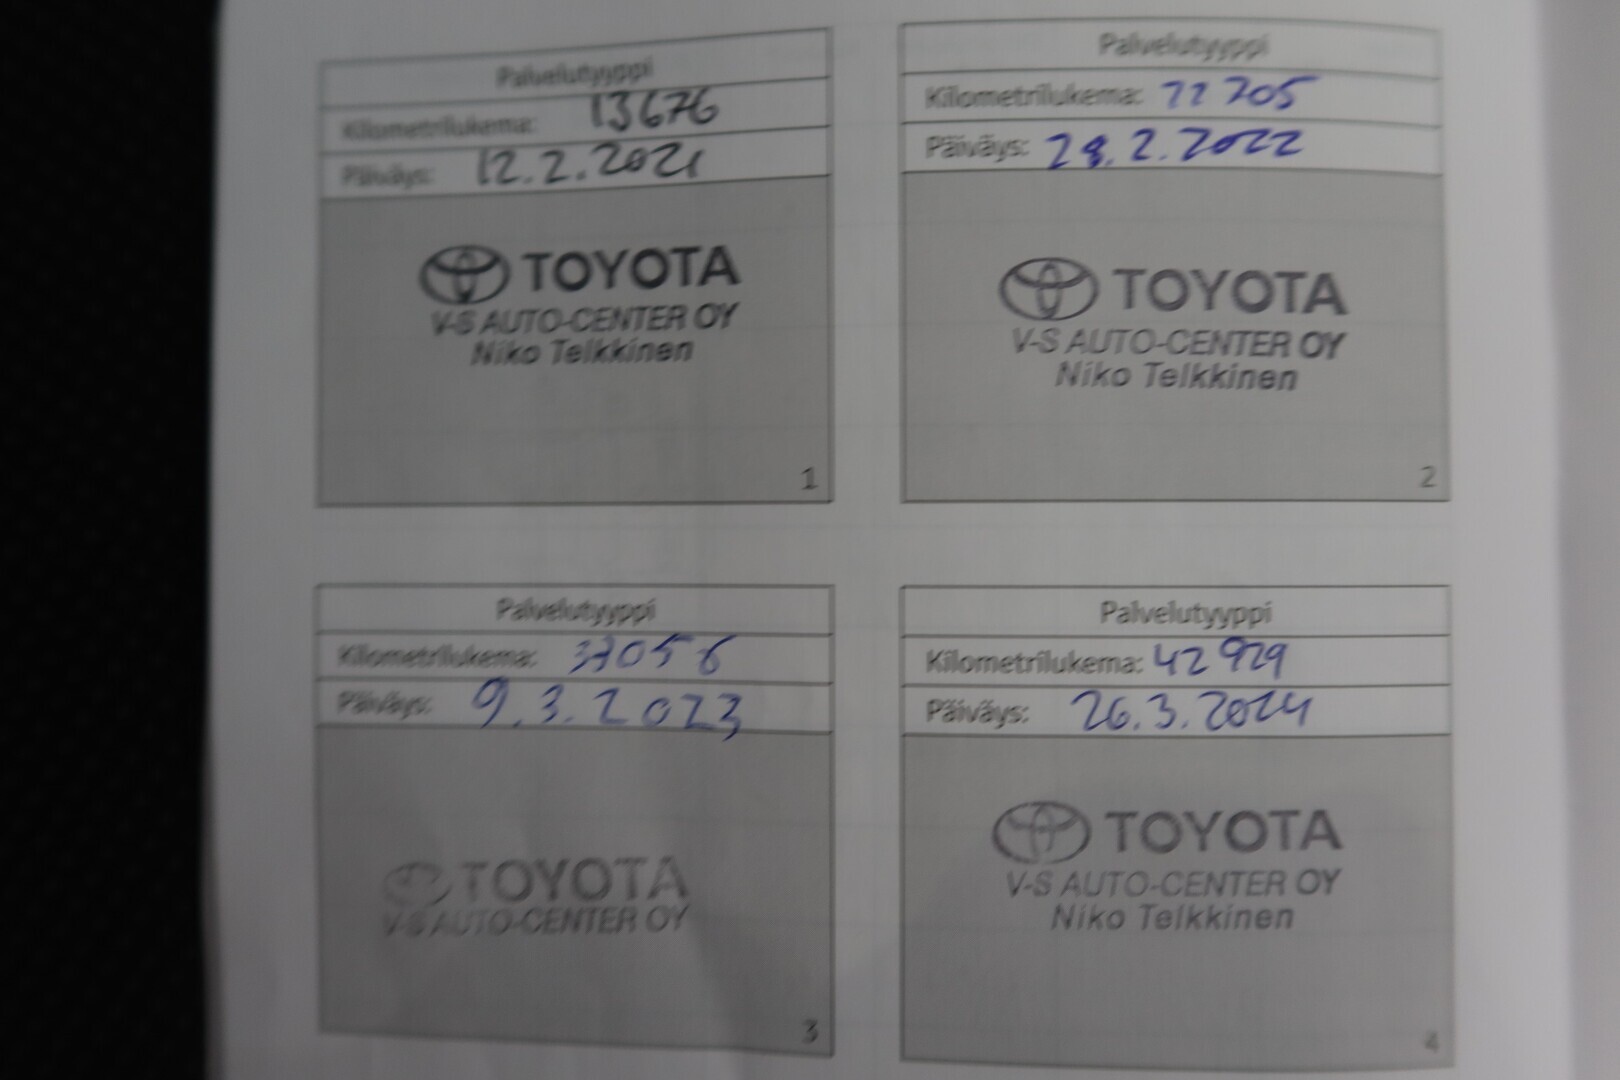 Palvelutyyppi
Kilometrilukema: 13676
Päiväys: 12.2.2021
TOYOTA
V-S AUTO-CENTER OY
Niko Telkkinen
1
Palvelutyyppi
Kilometrilukema: 22705
Päiväys: 28.2.2022
TOYOTA
V-S AUTO-CENTER OY
Niko Telkkinen
2
Palvelutyyppi
Kilometrilukema: 37056
Päiväys: 9.3.2023
TOYOTA
V-S AUTO-CENTER OY
3
Palvelutyyppi
Kilometrilukema: 42929
Päiväys: 26.3.2024
TOYOTA
V-S AUTO-CENTER OY
Niko Telkkinen
4